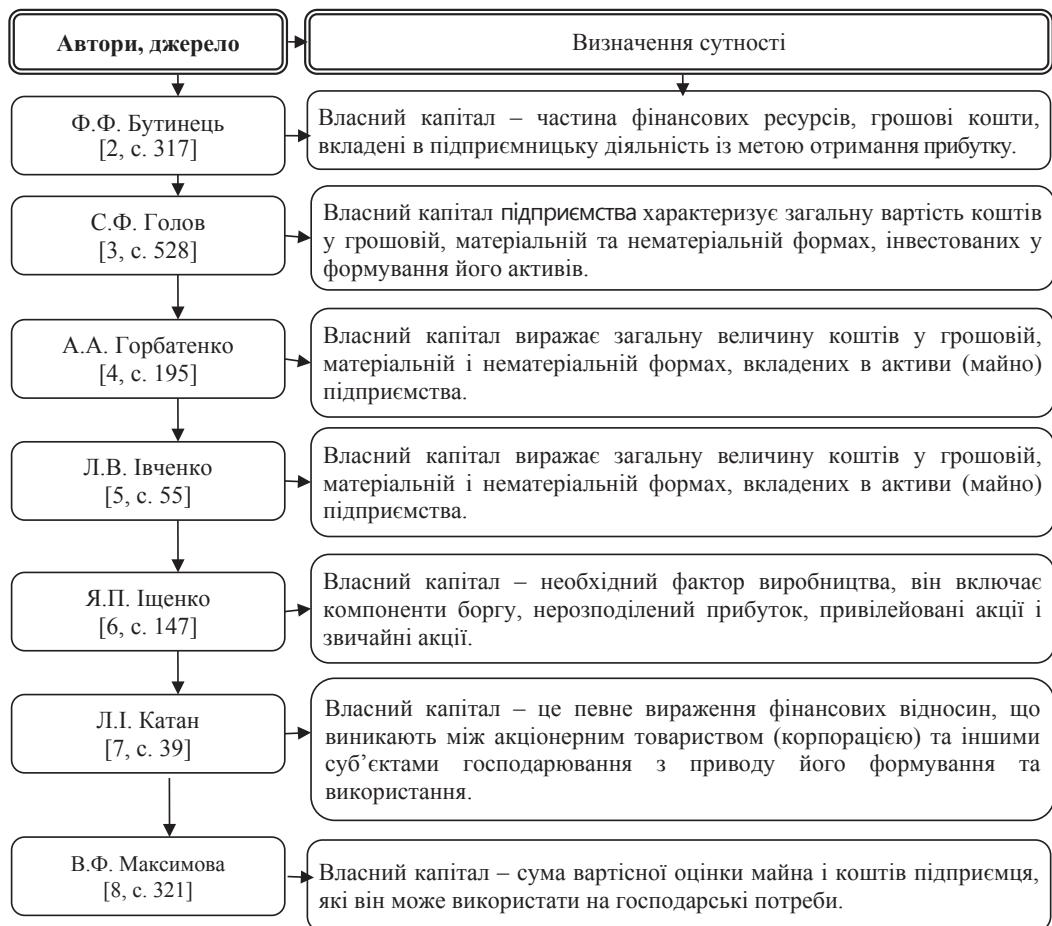 Автори, джерело
Визначення сутності
Ф.Ф. Бутинець
[2, с. 317]
Власний капітал – частина фінансових ресурсів, грошові кошти,
вкладені в підприємницьку діяльність із метою отримання прибутку.
С.Ф. Голов
[3, с. 528]
Власний капітал підприємства характеризує загальну вартість коштів
у грошовій, матеріальній та нематеріальній формах, інвестованих у
формування його активів.
А.А. Горбатенко
[4, с. 195]
Власний капітал виражає загальну величину коштів у грошовій,
матеріальній і нематеріальній формах, вкладених в активи (майно)
підприємства.
Л.В. Івченко
[5, с. 55]
Власний капітал виражає загальну величину коштів у грошовій,
матеріальній і нематеріальній формах, вкладених в активи (майно)
підприємства.
Я.П. Іщенко
[6, с. 147]
Власний капітал – необхідний фактор виробництва, він включає
компоненти боргу, нерозподілений прибуток, привілейовані акції і
звичайні акції.
Л.І. Катан
[7, с. 39]
Власний капітал – це певне вираження фінансових відносин, що
виникають між акціонерним товариством (корпорацією) та іншими
суб’єктами господарювання з приводу його формування та
використання.
В.Ф. Максимова
[8, с. 321]
Власний капітал – сума вартісної оцінки майна і коштів підприємця,
які він може використати на господарські потреби.